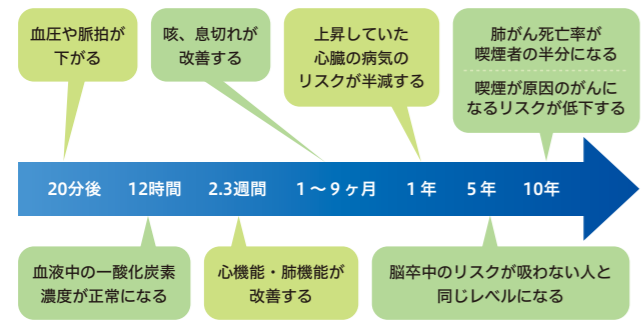 血圧や脈拍が
下がる
咳、息切れが
改善する
上昇していた
心臓の病気の
リスクが半減する
肺がん死亡率が
喫煙者の半分になる
喫煙が原因のがんに
なるリスクが低下する
20分後 12時間 2.3週間 1～9ヶ月 1年 5年 10年
血液中の一酸化炭素
濃度が正常になる
心機能・肺機能が
改善する
脳卒中のリスクが吸わない人と
同じレベルになる